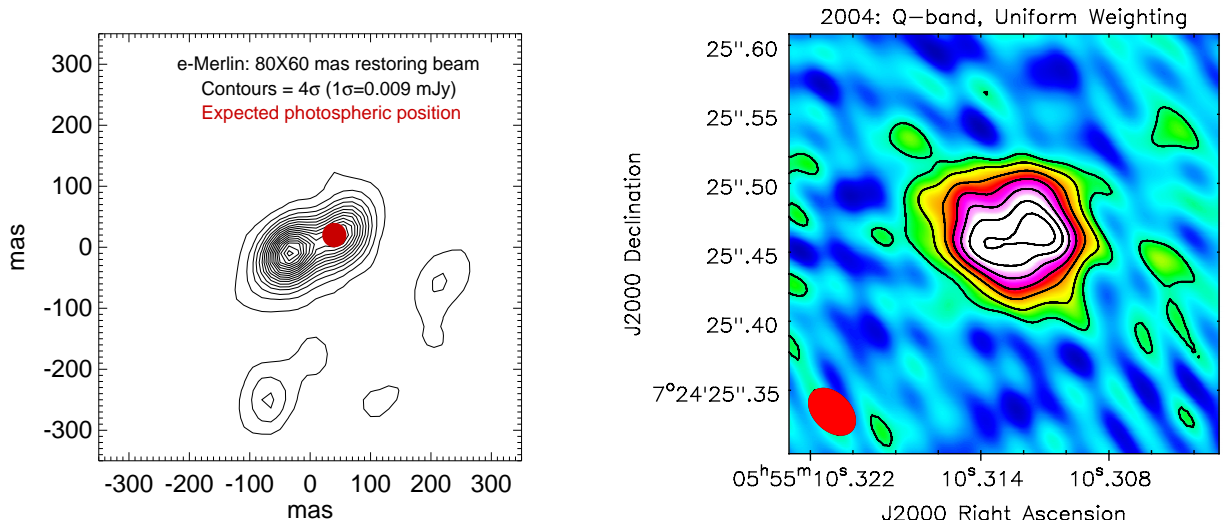 e-Merlin: 80X60 mas restoring beam
Contours = 4σ (1σ=0.009 mJy)
Expected photospheric position
300
200
100
0
-100
-200
-300
mas
-300 -200 -100 0 100 200 300
mas
2004: Q-band, Uniform Weighting
25".60
25".55
25".50
25".45
25".40
7°24'25".35
J2000 Declination
05h55m10s.322 10s.314 10s.308
J2000 Right Ascension